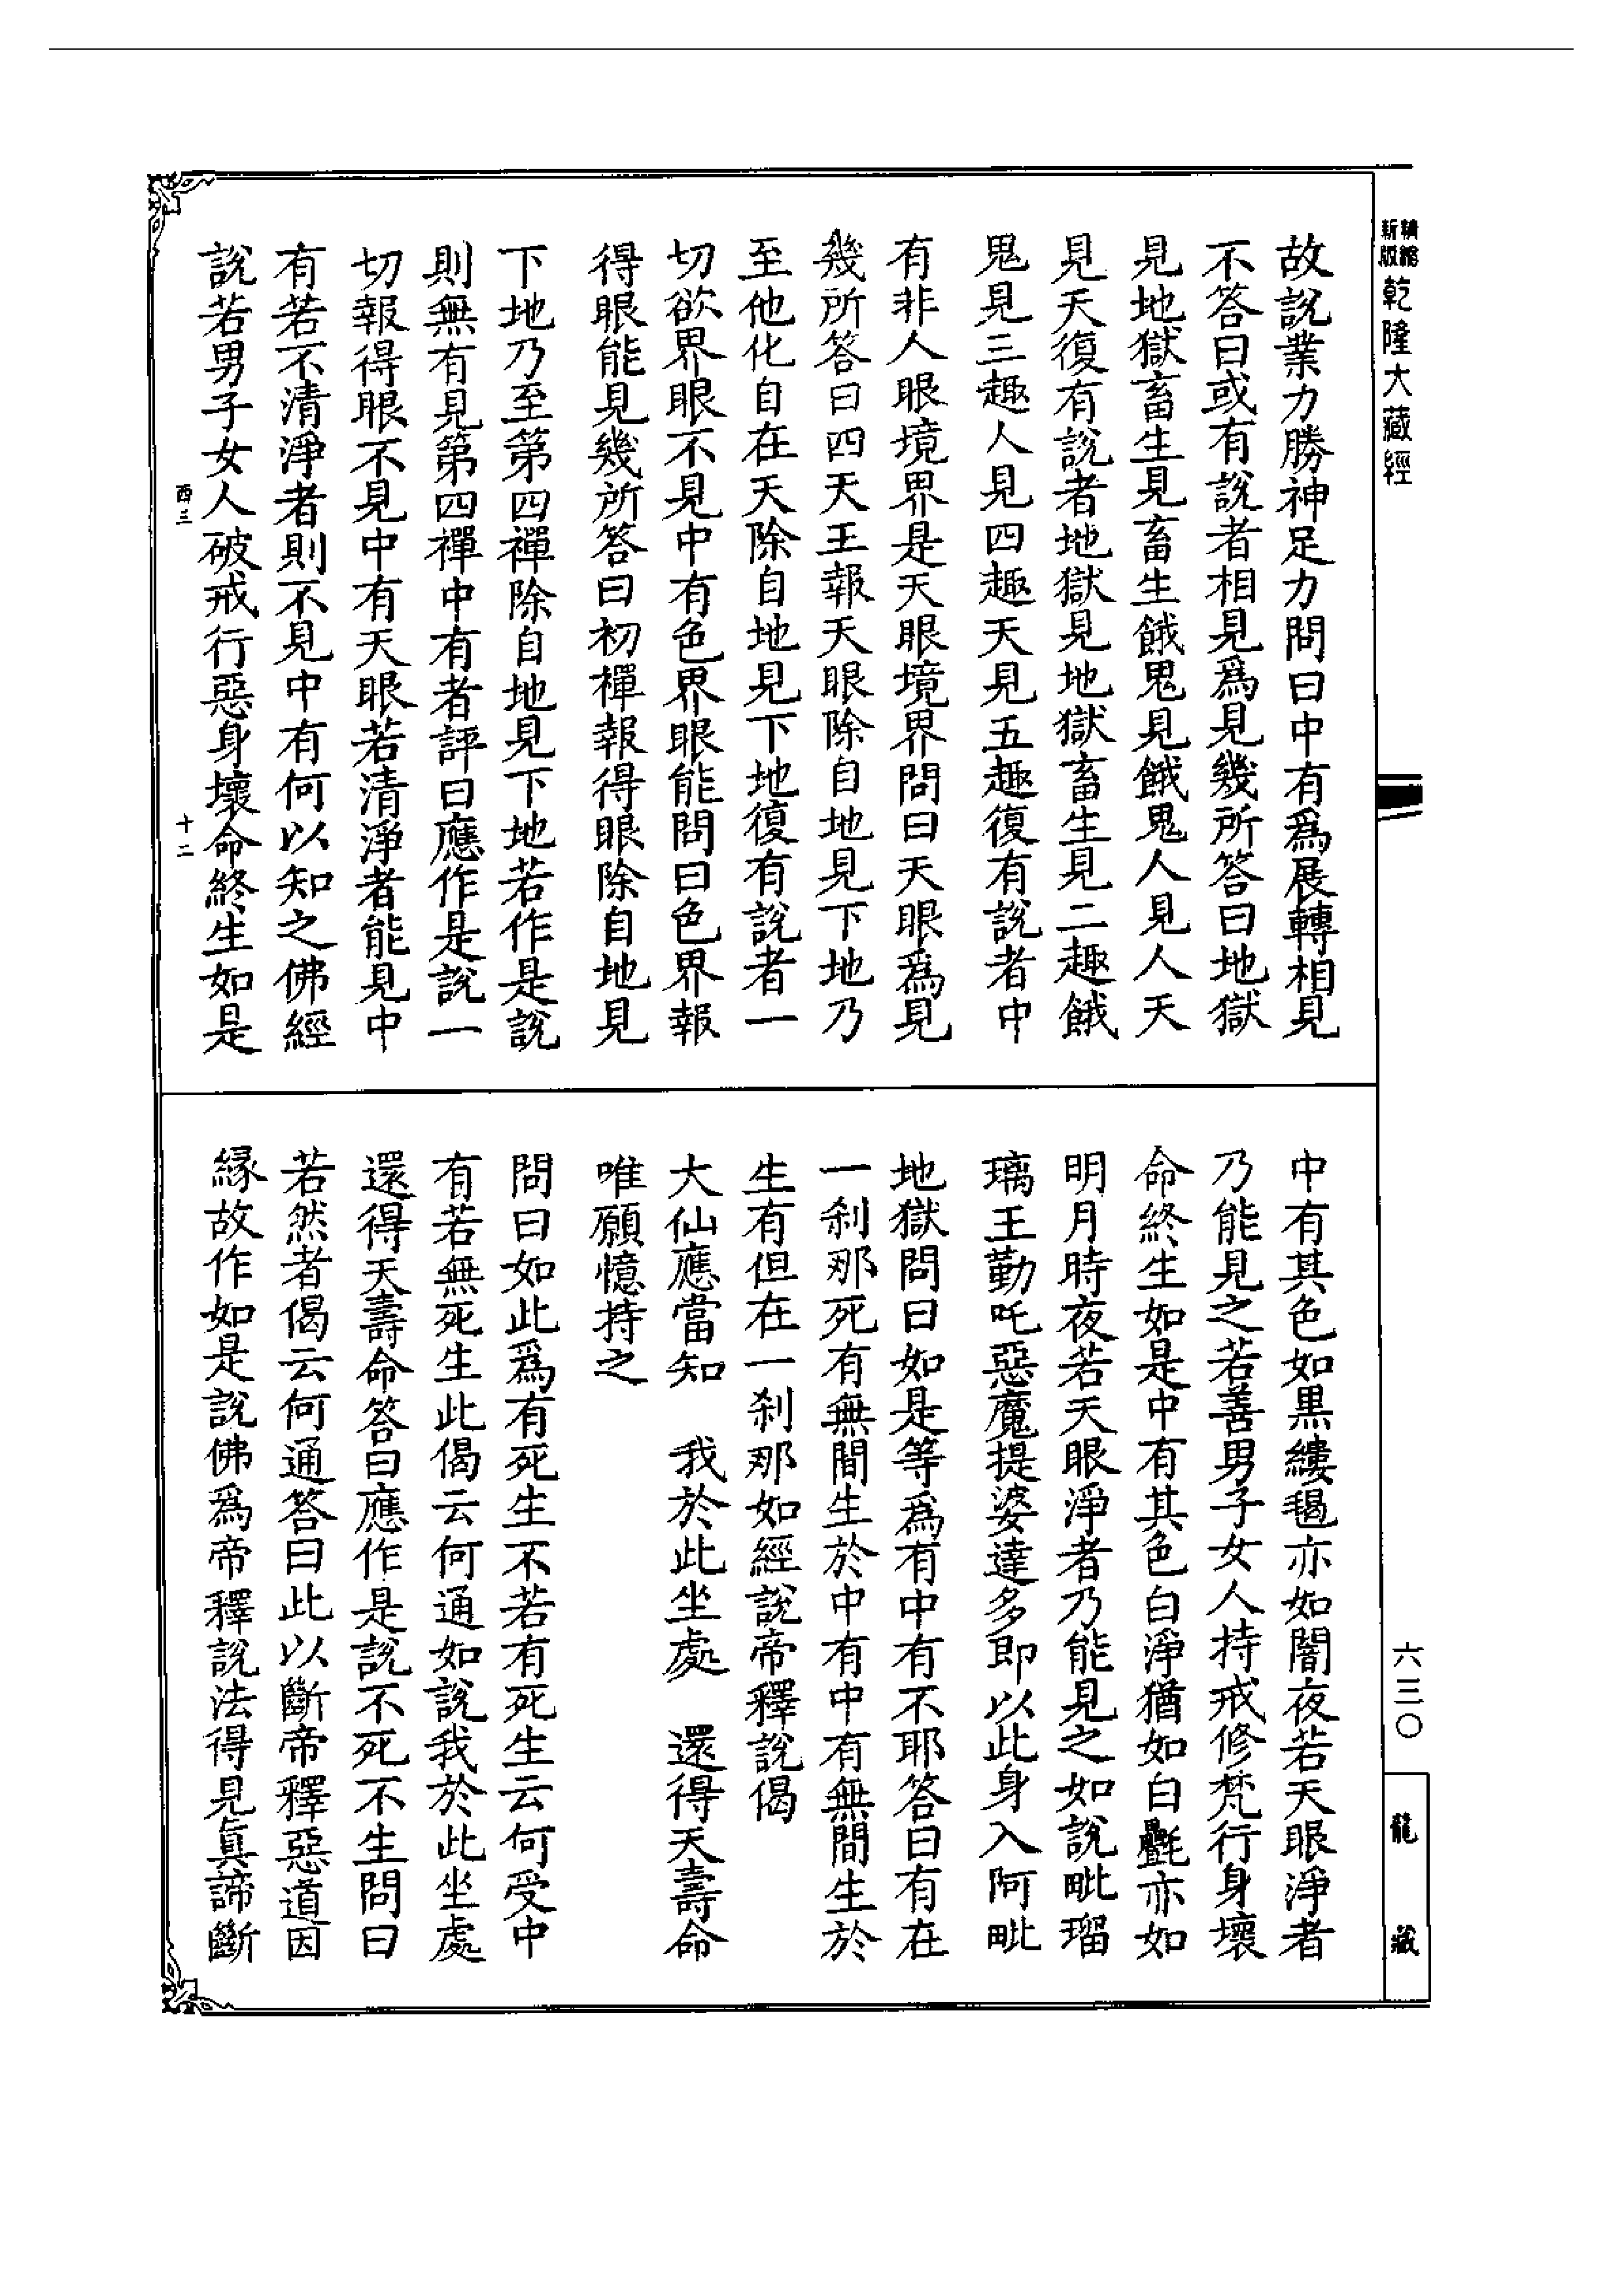 精縮新版乾隆大藏經
六三〇
龍藏
故說業力勝神足力問曰中有爲展轉相見
不答曰或有說者相見爲見幾所答曰地獄
見地獄畜生見畜生餓鬼見餓鬼人見人天
見天復有說者地獄見地獄畜生見二趣餓
鬼見三趣人見四趣天見五趣復有說者中
有非人眼境界是天眼境界問曰天眼爲見
幾所答曰四天王報天眼除自地見下地乃
至他化自在天除自地見下地復有說者一
切欲界眼不見中有色界眼能問曰色界報
得眼能見幾所答曰初禪報得眼除自地見
下地乃至第四禪除自地見下地若作是說
則無有見第四禪中有者評曰應作是說一
切報得眼不見中有天眼若清淨者能見中
有若不清淨者則不見中有何以知之佛經
說若男子女人破戒行惡身壞命終生如是
西三
十二
中有其色如黑縷毼亦如闇夜若天眼淨者
乃能見之若善男子女人持戒修梵行身壞
命終生如是中有其色白淨猶如白氎亦如
明月時夜若天眼淨者乃能見之如說毗瑠
璃王勤吒惡魔提婆達多即以此身入阿毗
地獄問曰如是等爲有中有不耶答曰有在
一刹那死有無間生於中有中有無間生於
生有但在一刹那如經說帝釋說偈
大仙應當知　我於此坐處　還得天壽命
唯願憶持之
問曰如此爲有死生不若有死生云何受中
有若無死生此偈云何通如說我於此坐處
還得天壽命答曰應作是說不死不生問曰
若然者偈云何通答曰此以斷帝釋惡道因
緣故作如是說佛爲帝釋說法得見眞諦斷